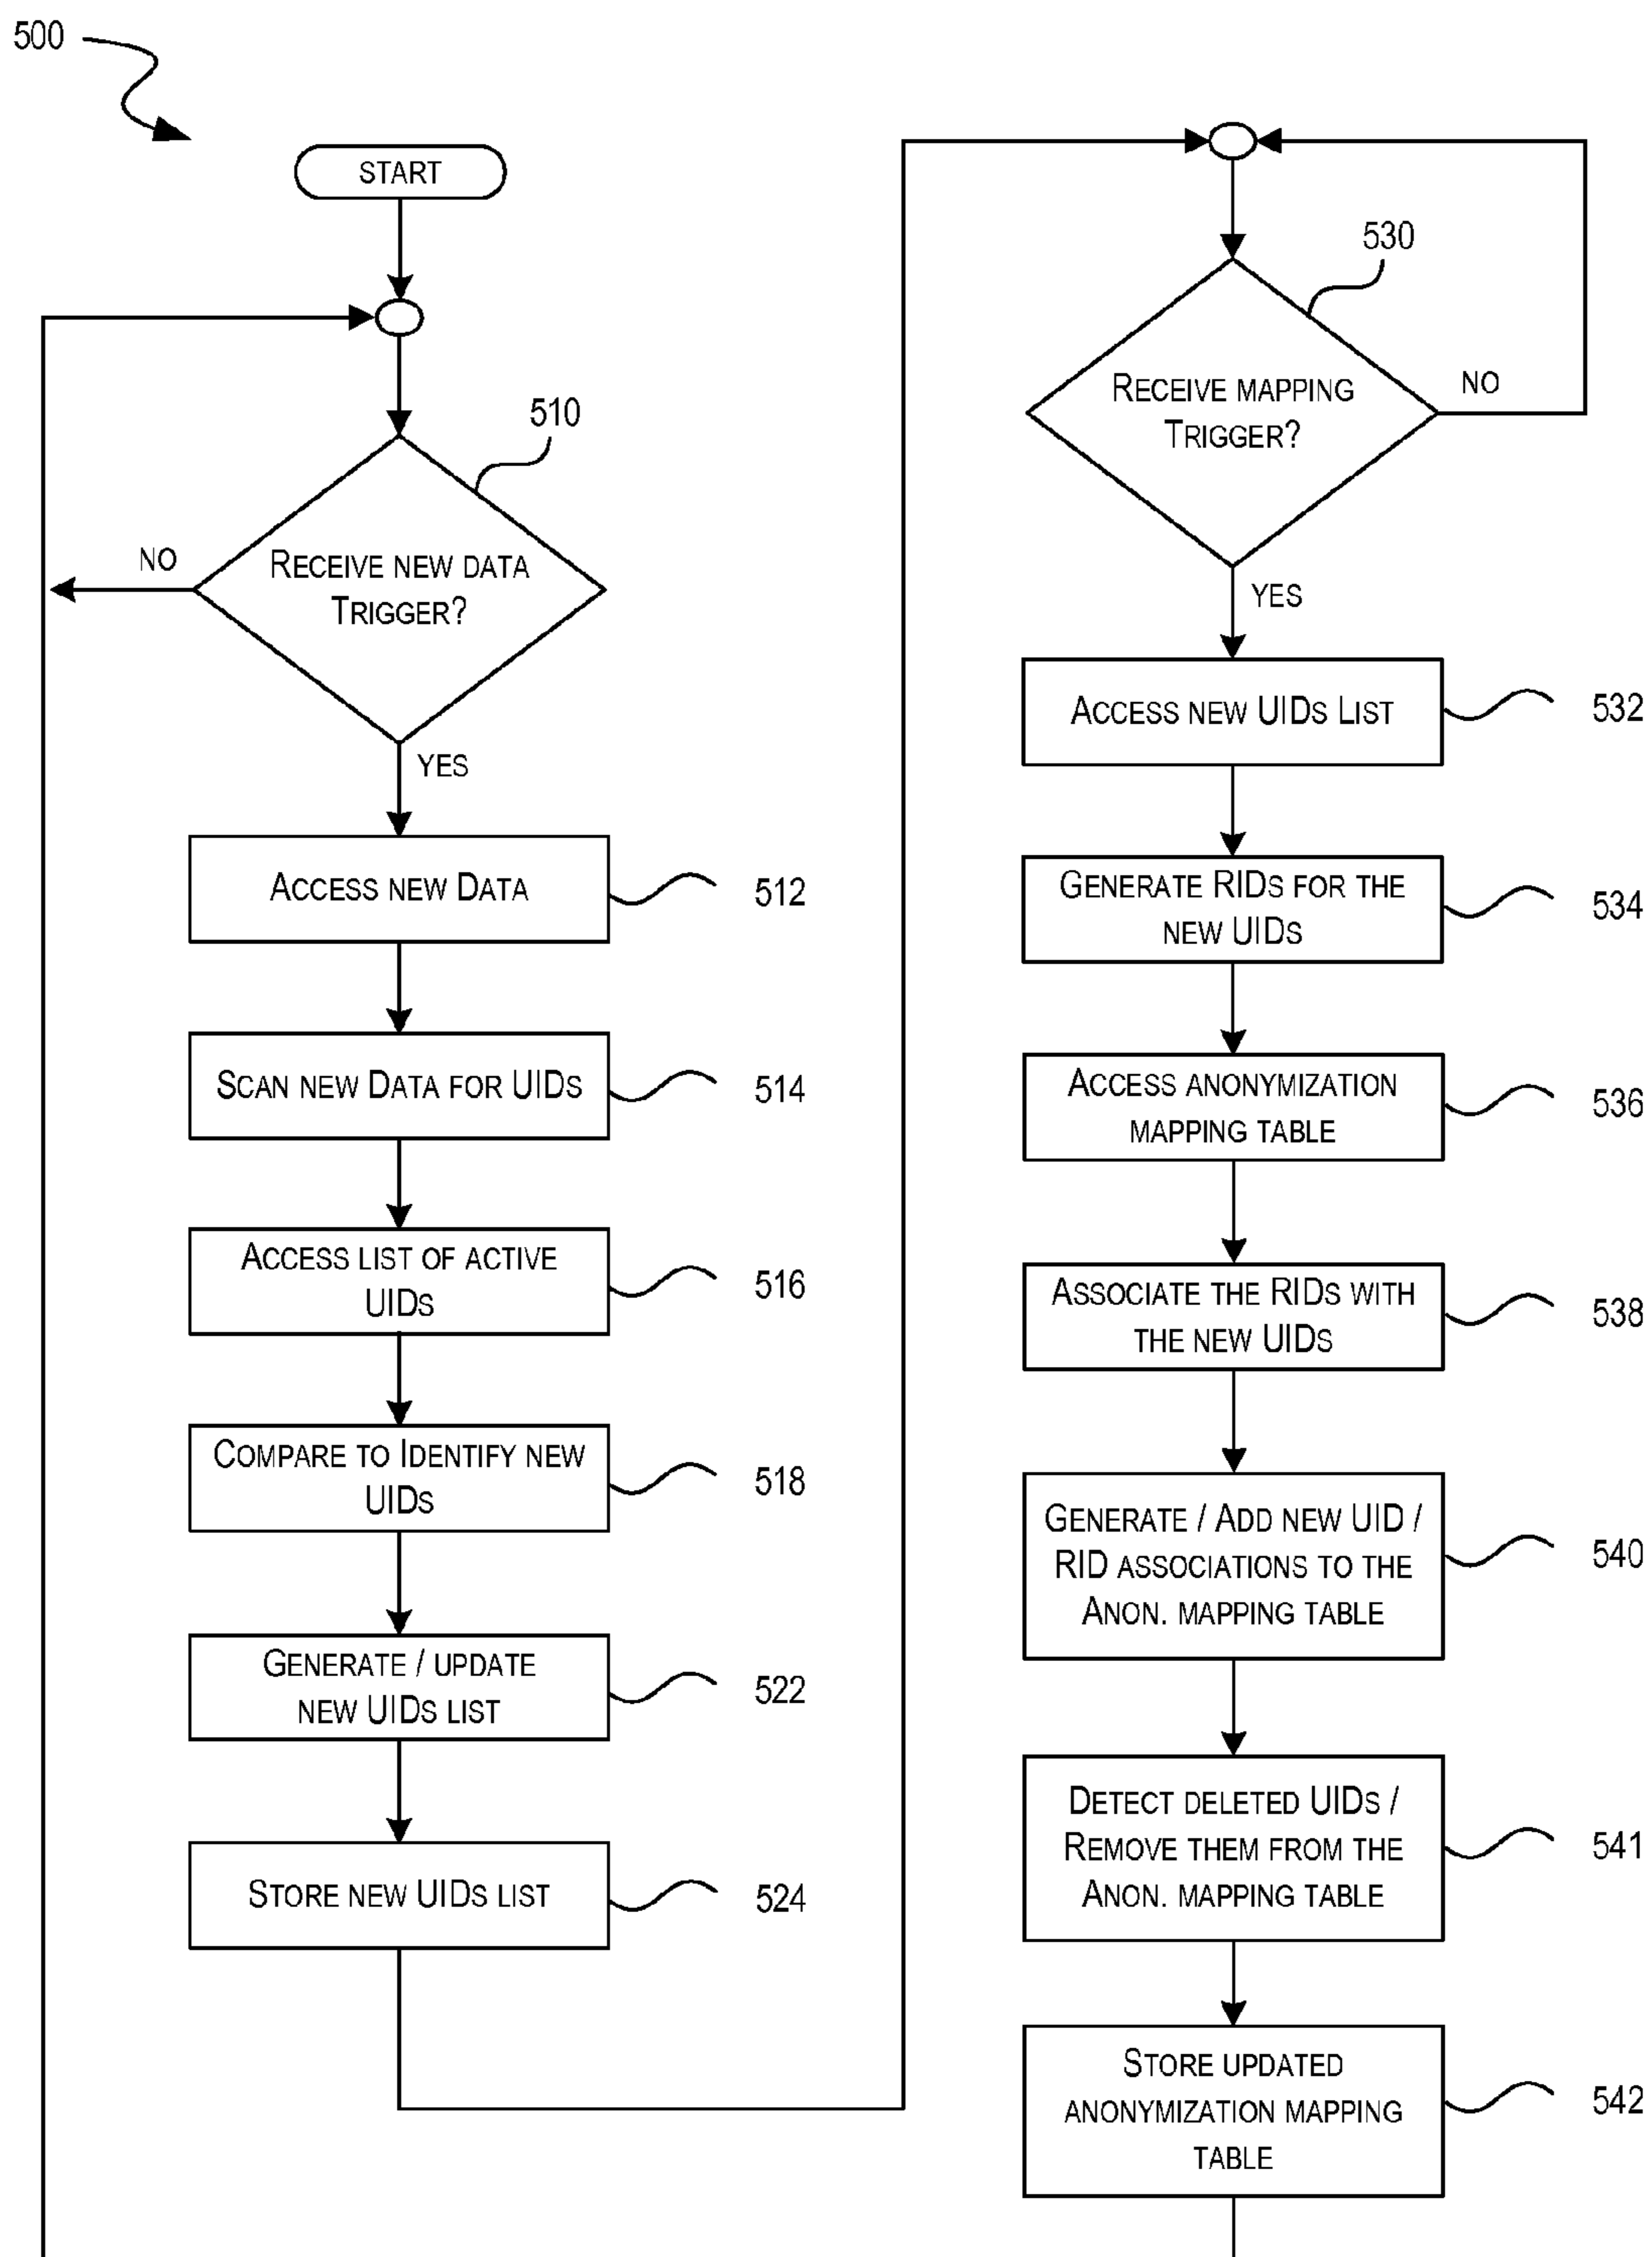 500
START
510
RECEIVE NEW DATA
TRIGGER?
NO
YES
ACCESS NEW DATA
512
SCAN NEW DATA FOR UIDS
514
ACCESS LIST OF ACTIVE
UIDS
516
COMPARE TO IDENTIFY NEW
UIDS
518
GENERATE / UPDATE
NEW UIDS LIST
522
STORE NEW UIDS LIST
524
530
RECEIVE MAPPING
TRIGGER?
NO
YES
ACCESS NEW UIDS LIST
532
GENERATE RIDS FOR THE
NEW UIDS
534
ACCESS ANONYMIZATION
MAPPING TABLE
536
ASSOCIATE THE RIDS WITH
THE NEW UIDS
538
GENERATE / ADD NEW UID /
RID ASSOCIATIONS TO THE
ANON. MAPPING TABLE
540
DETECT DELETED UIDS /
REMOVE THEM FROM THE
ANON. MAPPING TABLE
541
STORE UPDATED
ANONYMIZATION MAPPING
TABLE
542